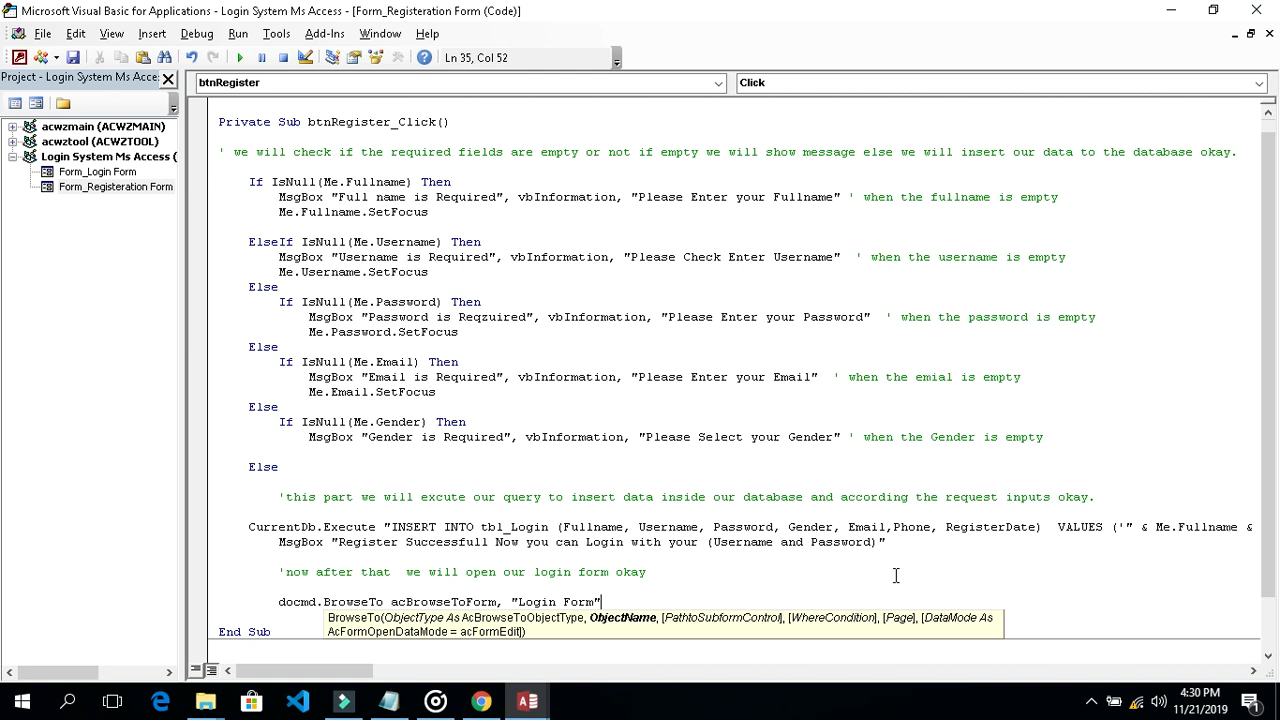 Microsoft Visual Basic for Applications - Login System Ms Access - [Form_Registeration Form (Code)]
File Edit View Insert Format Debug Run Tools Add-Ins Window Help
Ln 35, Col 52
Project - Login System Ms Acce:
btnRegister
Click
acwzmain (ACWZMAIN)
acwztool (ACWZTOOL)
Login System Ms Access (
Form_Login Form
Form_Registeration Form
Private Sub btnRegister_Click()
' we will check if the required fields are empty or not if empty we will show message else we will insert our data to the database okay.
If IsNull(Me.Fullname) Then
MsgBox "Full name is Required", vbInformation, "Please Enter your Fullname" ' when the fullname is empty
Me.Fullname.SetFocus
ElseIf IsNull(Me.Username) Then
MsgBox "Username is Required", vbInformation, "Please Check Enter Username" ' when the username is empty
Me.Username.SetFocus
Else
If IsNull(Me.Password) Then
MsgBox "Password is Reqzuired", vbInformation, "Please Enter your Password" ' when the password is empty
Me.Password.SetFocus
Else
If IsNull(Me.Email) Then
MsgBox "Email is Required", vbInformation, "Please Enter your Email" ' when the emial is empty
Me.Email.SetFocus
Else
If IsNull(Me.Gender) Then
MsgBox "Gender is Required", vbInformation, "Please Select your Gender" ' when the Gender is empty
Else
'this part we will excute our query to insert data inside our database and according the request inputs okay.
CurrentDb.Execute "INSERT INTO tbl_Login (Fullname, Username, Password, Gender, Email,Phone, RegisterDate) VALUES ('" & Me.Fullname &
MsgBox "Register Successfull Now you can Login with your (Username and Password)"
'now after that we will open our login form okay
docmd.BrowseTo acBrowseToForm, "Login Form"
BrowseTo(ObjectType As AcBrowseToObjectType, ObjectName, [PathtoSubformControl], [WhereCondition], [Page], [DataMode As
AcFormOpenDataMode = acFormEdit])
End Sub
4:30 PM
11/21/2019